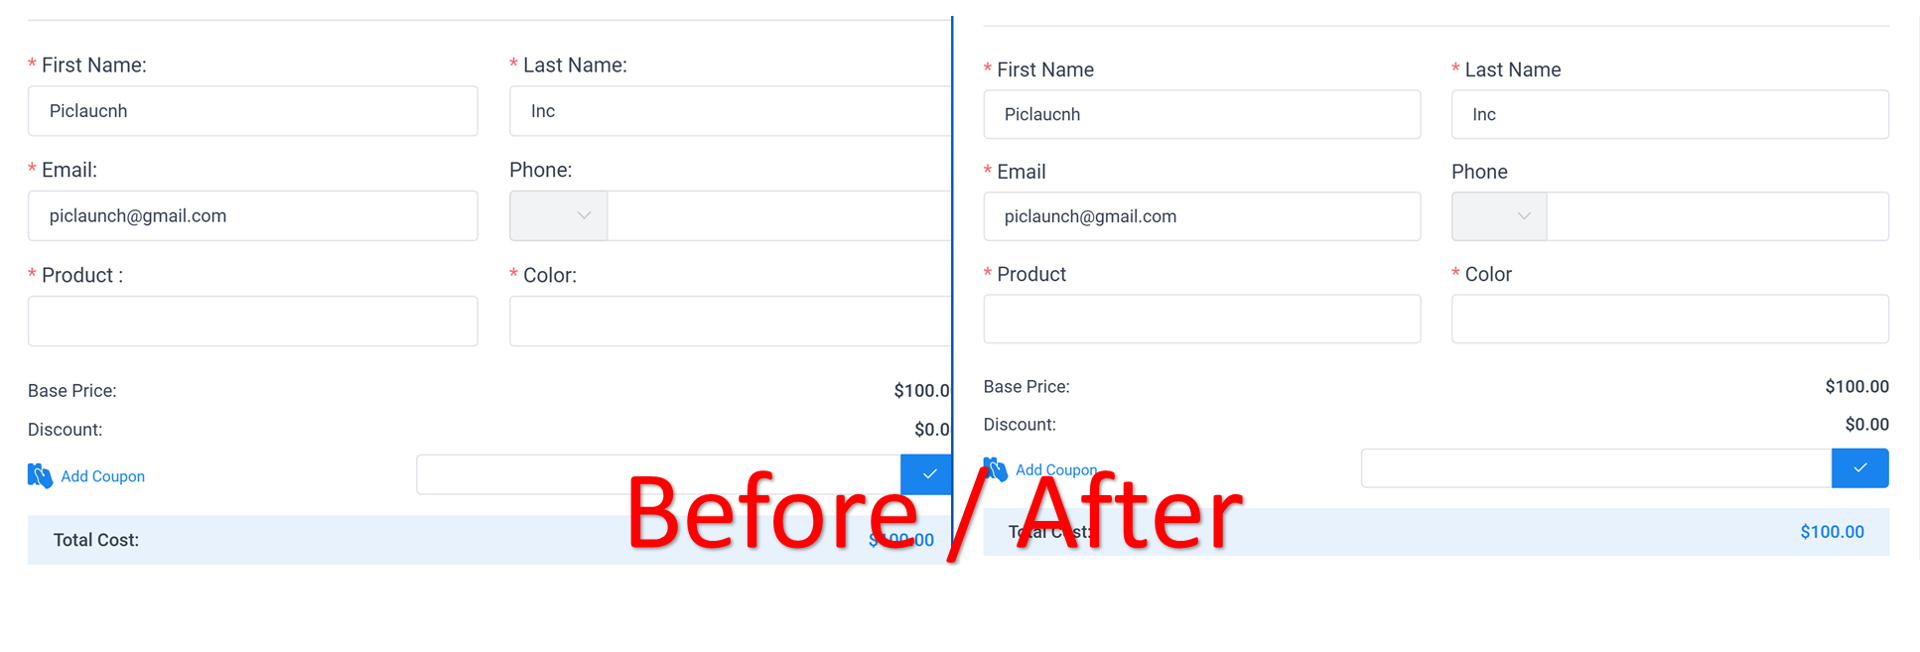 * First Name:
* Last Name:
Piclaucnh
Inc
* Email:
Phone:
piclaunch@gmail.com
* Product :
* Color:
Base Price:
$100.0
Discount:
$0.0
Add Coupon
Total Cost:
$100.00
* First Name
* Last Name
Piclaucnh
Inc
* Email
Phone
piclaunch@gmail.com
* Product
* Color
Base Price:
$100.00
Discount:
$0.00
Add Coupon
Total Cost:
$100.00
Before / After